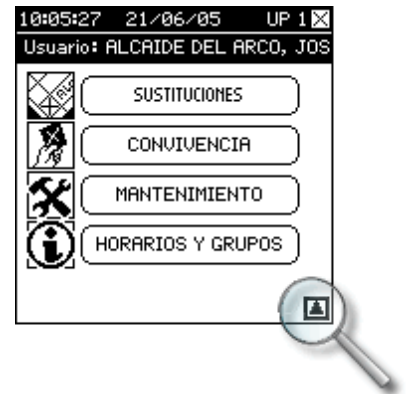 10:05:27 21/06/05 UP 1
Usuario: ALCAIDE DEL ARCO, JOS
SUSTITUCIONES
CONVIVENCIA
MANTENIMIENTO
HORARIOS Y GRUPOS